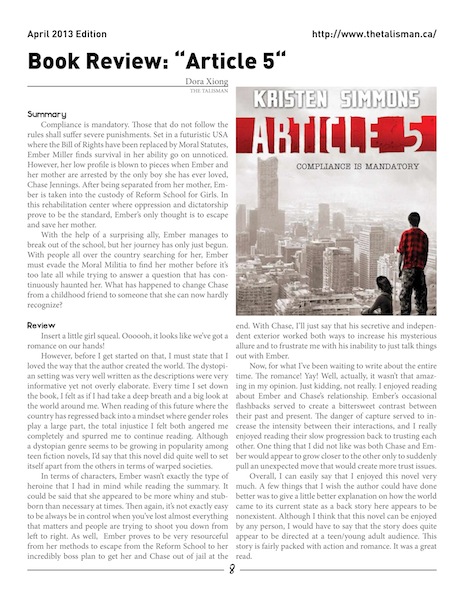 April 2013 Edition
http://www.thetalisman.ca/
Book Review: “Article 5“
Dora Xiong
THE TALISMAN
Summary
Compliance is mandatory. Those that do not follow the
rules shall suffer severe punishments. Set in a futuristic USA
where the Bill of Rights have been replaced by Moral Statutes,
Ember Miller finds survival in her ability go on unnoticed.
However, her low profile is blown to pieces when Ember and
her mother are arrested by the only boy she has ever loved,
Chase Jennings. After being separated from her mother, Em-
ber is taken into the custody of Reform School for Girls. In
this rehabilitation center where oppression and dictatorship
prove to be the standard, Ember's only thought is to escape
and save her mother.
With the help of a surprising ally, Ember manages to
break out of the school, but her journey has only just begun.
With people all over the country searching for her, Ember
must evade the Moral Militia to find her mother before it's
too late all while trying to answer a question that has con-
tinuously haunted her. What has happened to change Chase
from a childhood friend to someone that she can now hardly
recognize?
KRISTEN SIMMONS
ARTICLE 5
COMPLIANCE IS MANDATORY
Review
Insert a little girl squeal. Oooooh, it looks like we've got a
romance on our hands!
However, before I get started on that, I must state that I
loved the way that the author created the world. The dystopi-
an setting was very well written as the descriptions were very
informative yet not overly elaborate. Every time I set down
the book, I felt as if I had take a deep breath and a big look at
the world around me. When reading of this future where the
country has regressed back into a mindset where gender roles
play a large part, the total injustice I felt both angered me
completely and spurred me to continue reading. Although
a dystopian genre seems to be growing in popularity among
teen fiction novels, I'd say that this novel did quite well to set
itself apart from the others in terms of warped societies.
In terms of characters, Ember wasn't exactly the type of
heroine that I had in mind while reading the summary. It
could be said that she appeared to be more whiny and stub-
born than necessary at times. Then again, it's not exactly easy
to be always be in control when you've lost almost everything
that matters and people are trying to shoot you down from
left to right. As well,  Ember proves to be very resourceful
from her methods to escape from the Reform School to her
incredibly boss plan to get her and Chase out of jail at the
end. With Chase, I'll just say that his secretive and indepen-
dent exterior worked both ways to increase his mysterious
allure and to frustrate me with his inability to just talk things
out with Ember.
Now, for what I've been waiting to write about the entire
time. The romance! Yay! Well, actually, it wasn't that amaz-
ing in my opinion. Just kidding, not really. I enjoyed reading
about Ember and Chase's relationship. Ember's occasional
flashbacks served to create a bittersweet contrast between
their past and present. The danger of capture served to in-
crease the intensity between their interactions, and I really
enjoyed reading their slow progression back to trusting each
other. One thing that I did not like was both Chase and Em-
ber would appear to grow closer to the other only to suddenly
pull an unexpected move that would create more trust issues.
Overall, I can easily say that I enjoyed this novel very
much. A few things that I wish the author could have done
better was to give a little better explanation on how the world
came to its current state as a back story here appears to be
nonexistent. Although I think that this novel can be enjoyed
by any person, I would have to say that the story does quite
appear to be directed at a teen/young adult audience. This
story is fairly packed with action and romance. It was a great
read.
8